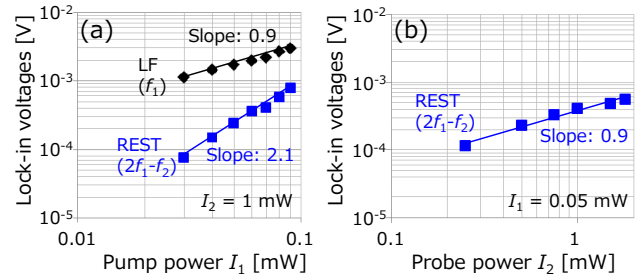 (a)
Lock-in voltages [V]
10⁻²
10⁻³
10⁻⁴
10⁻⁵
Slope: 0.9
LF
(f₁)
REST
(2f₁-f₂)
Slope: 2.1
I₂ = 1 mW
0.01
0.1
Pump power I₁ [mW]
(b)
Lock-in voltages [V]
10⁻²
10⁻³
10⁻⁴
10⁻⁵
REST
(2f₁-f₂)
Slope: 0.9
I₁ = 0.05 mW
0.1
1
Probe power I₂ [mW]